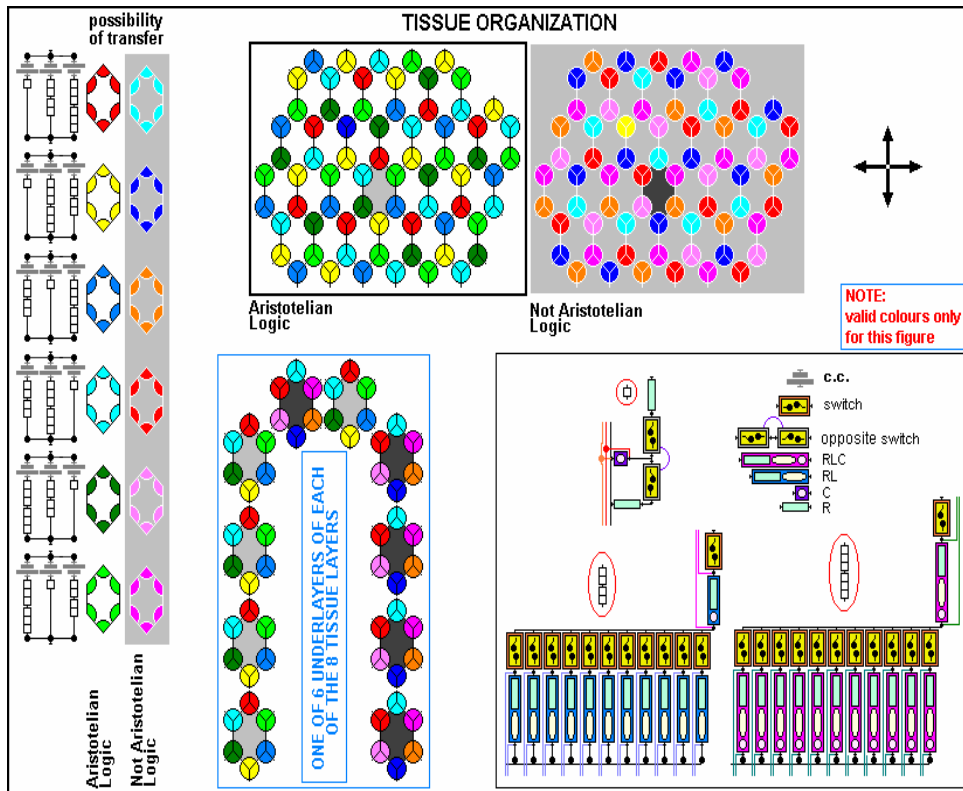 TISSUE ORGANIZATION
possibility
of transfer
Aristotelian
Logic
Not Aristotelian
Logic
NOTE:
valid colours only
for this figure
ONE OF 6 UNDERLAYERS OF EACH
OF THE 8 TISSUE LAYERS
c.c.
switch
opposite switch
RLC
RL
C
R
Aristotelian
Logic
Not Aristotelian
Logic